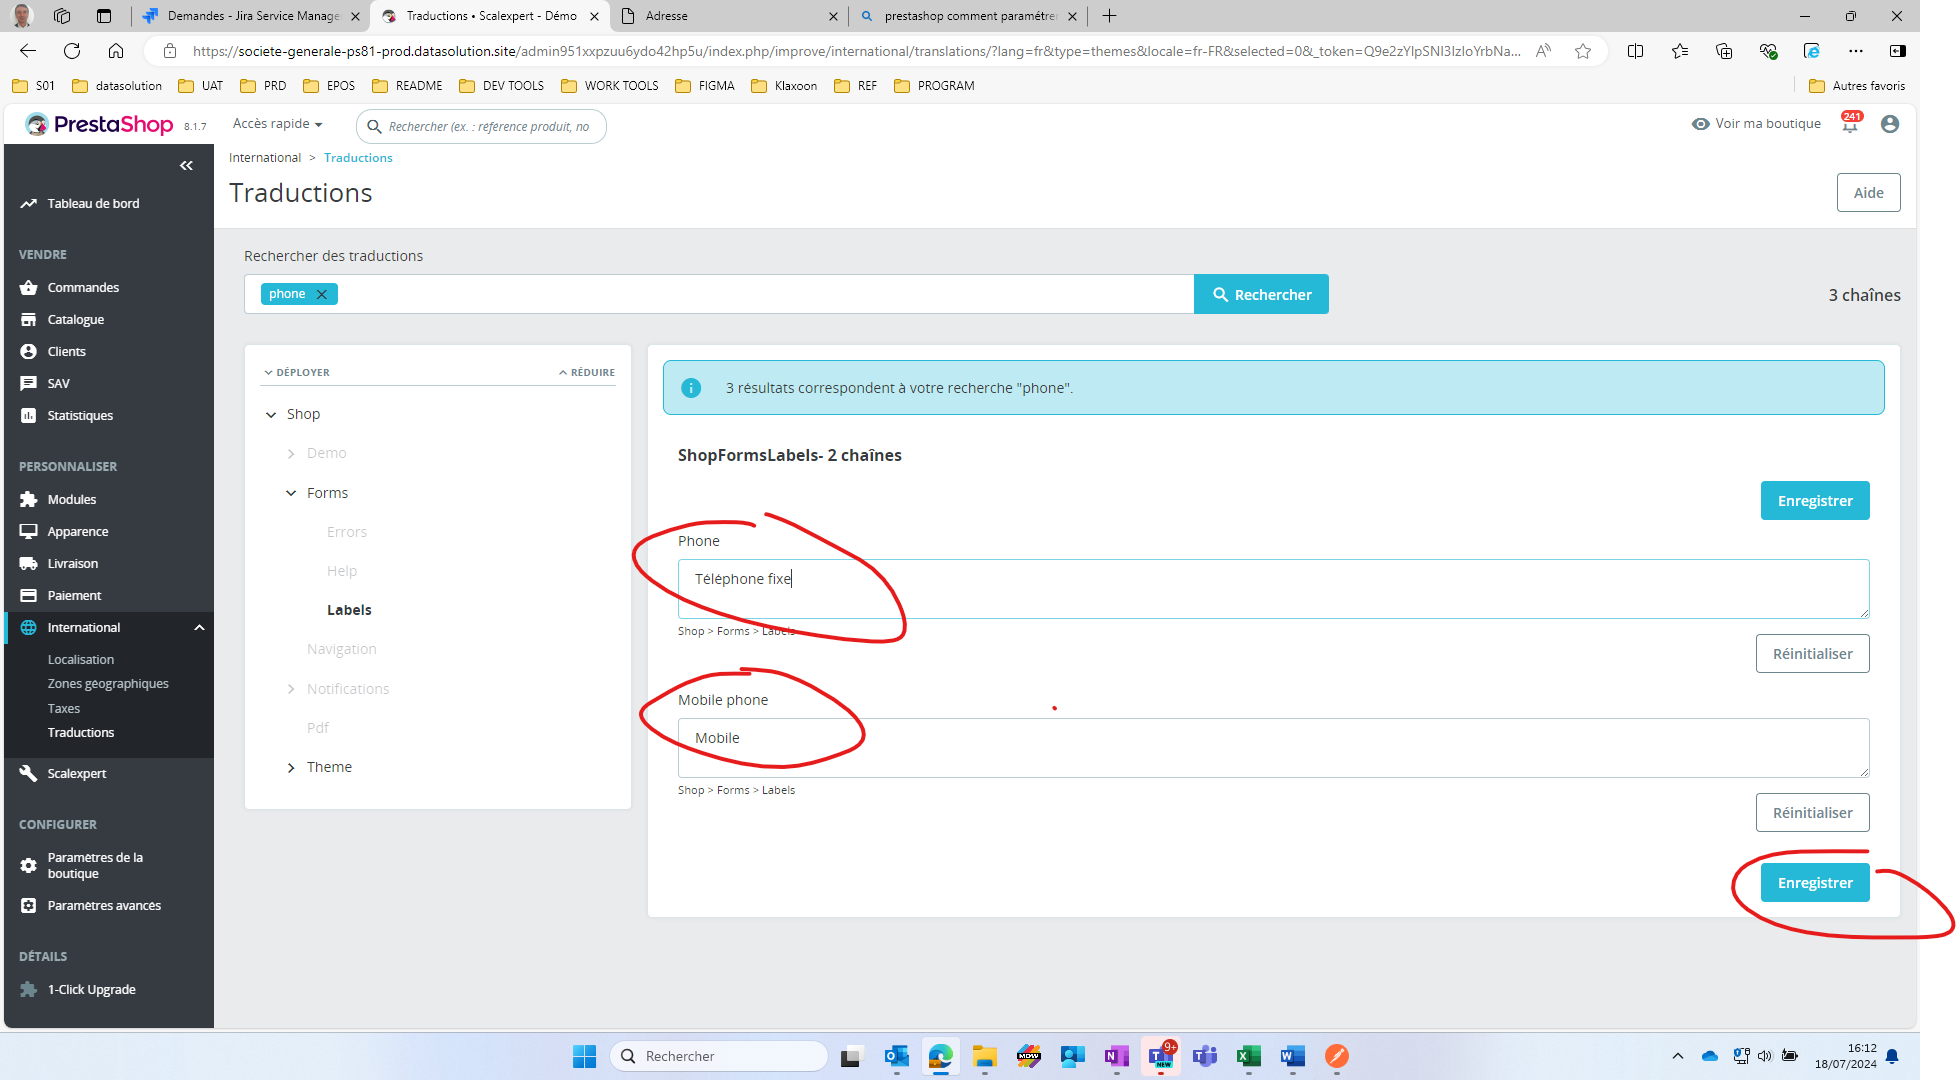 Demandes - Jira Service Manage
Traductions • Scalexpert - Démo
Adresse
prestashop comment paramétrer
https://societe-generale-ps81-prod.datasolution.site/admin951xxpzuu6ydo42hp5u/index.php/improve/international/translations/?lang=fr&type=themes&locale=fr-FR&selected=0&_token=Q9e2zYlpSNI3IzIoYrbNa...
S01
datasolution
UAT
PRD
EPOS
README
DEV TOOLS
WORK TOOLS
FIGMA
Klaxoon
REF
PROGRAM
Autres favoris
PrestaShop 8.1.7
Accès rapide
Rechercher (ex. : référence produit, no
Voir ma boutique
241
International > Traductions
Traductions
Aide
Tableau de bord
VENDRE
Commandes
Catalogue
Clients
SAV
Statistiques
PERSONNALISER
Modules
Apparence
Livraison
Paiement
International
Localisation
Zones géographiques
Taxes
Traductions
Scalexpert
CONFIGURER
Paramètres de la
boutique
Paramètres avancés
DÉTAILS
1-Click Upgrade
Rechercher des traductions
phone
Rechercher
3 chaînes
DÉPLOYER
RÉDUIRE
Shop
Demo
Forms
Errors
Help
Labels
Navigation
Notifications
Pdf
Theme
3 résultats correspondent à votre recherche "phone".
ShopFormsLabels- 2 chaînes
Enregistrer
Phone
Téléphone fixe
Shop > Forms > Labels
Réinitialiser
Mobile phone
Mobile
Shop > Forms > Labels
Réinitialiser
Enregistrer
Rechercher
9+
NEW
16:12
18/07/2024